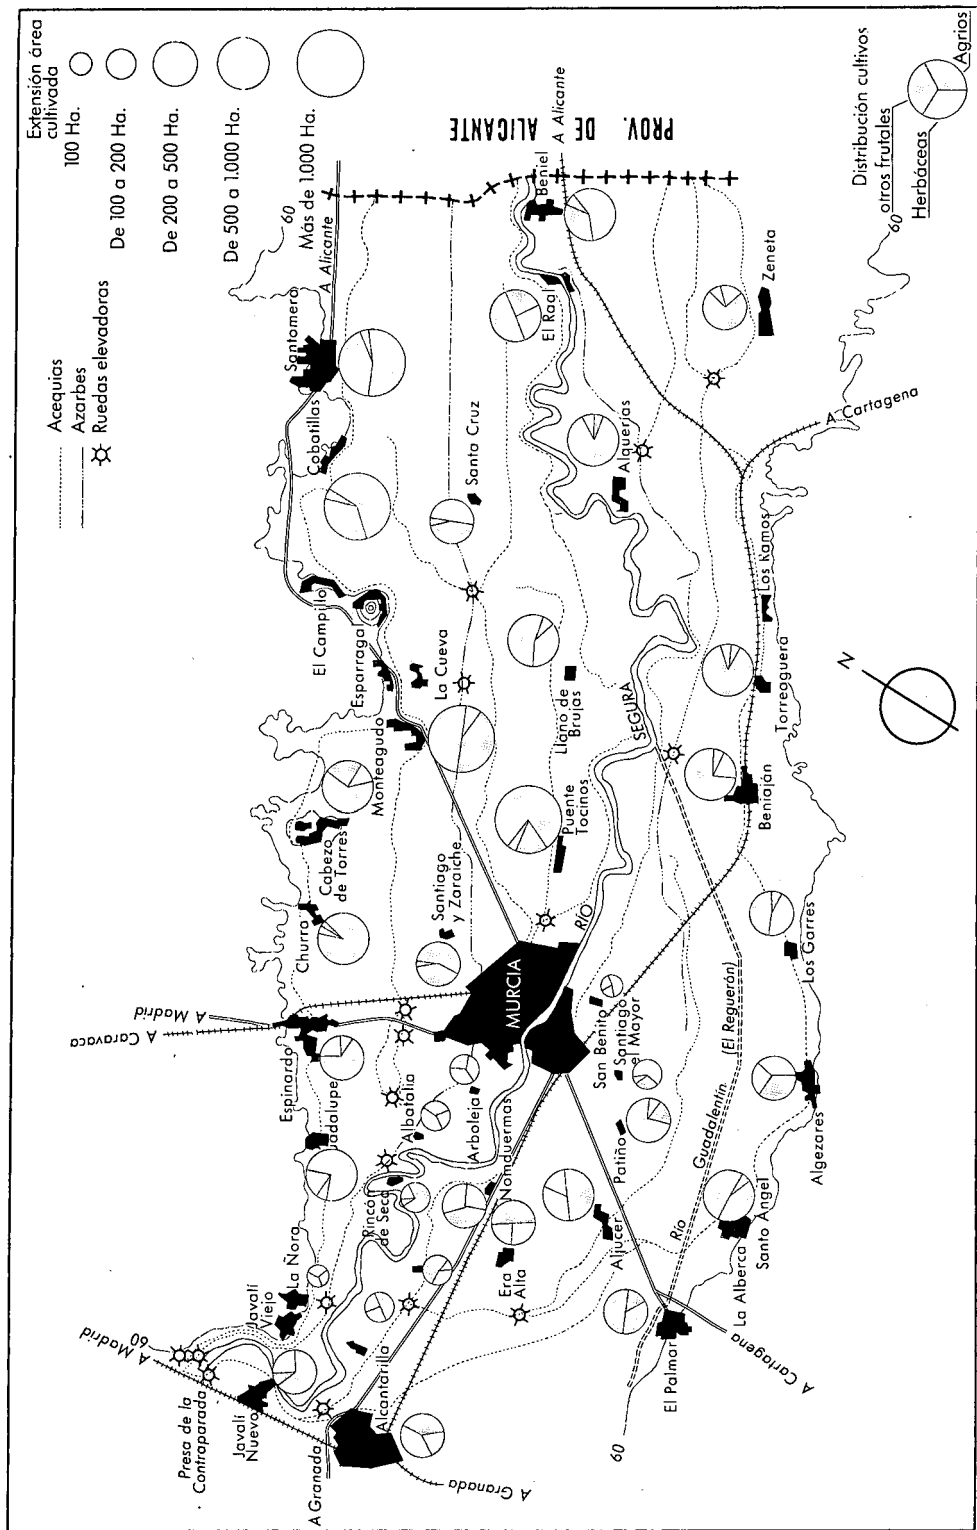 Extensión área
cultivada
100 Ha.
De 100 a 200 Ha.
De 200 a 500 Ha.
De 500 a 1.000 Ha.
Más de 1.000 Ha.
Acequias
Azarbes
Ruedas elevadoras
Distribución cultivos
otros frutales
Herbáceas
Agrios
PROV. DE ALICANTE
A Alicante
A Alicante
60
60
60
60
N
A Madrid
Presa de la
Contraparada
Javalí
Nuevo
Javalí
Viejo
La Ñora
A Granada
Alcantarilla
A Granada
Guadalupe
Rincón
de Seca
Espinardo
A Caravaca
A Madrid
Albatalia
Arboleja
Nonduermas
Era
Alta
Aljucer
Patiño
San Benito
Santiago
el Mayor
MURCIA
Churra
Cabezo
de Torres
Santiago
y Zaraiche
Monteagudo
Esparragal
El Campillo
La Cueva
Cobatillas
Santomera
Santa Cruz
Llano de
Brujas
Puente
Tocinos
RÍO
SEGURA
El Raal
Beniel
Alquerías
Zeneta
A Cartagena
Los Ramos
Torreaguera
Beniaján
Los Garres
Algezares
Río
Guadalentín
(El Reguerón)
Santo Angel
La Alberca
El Palmar
A Cartagena